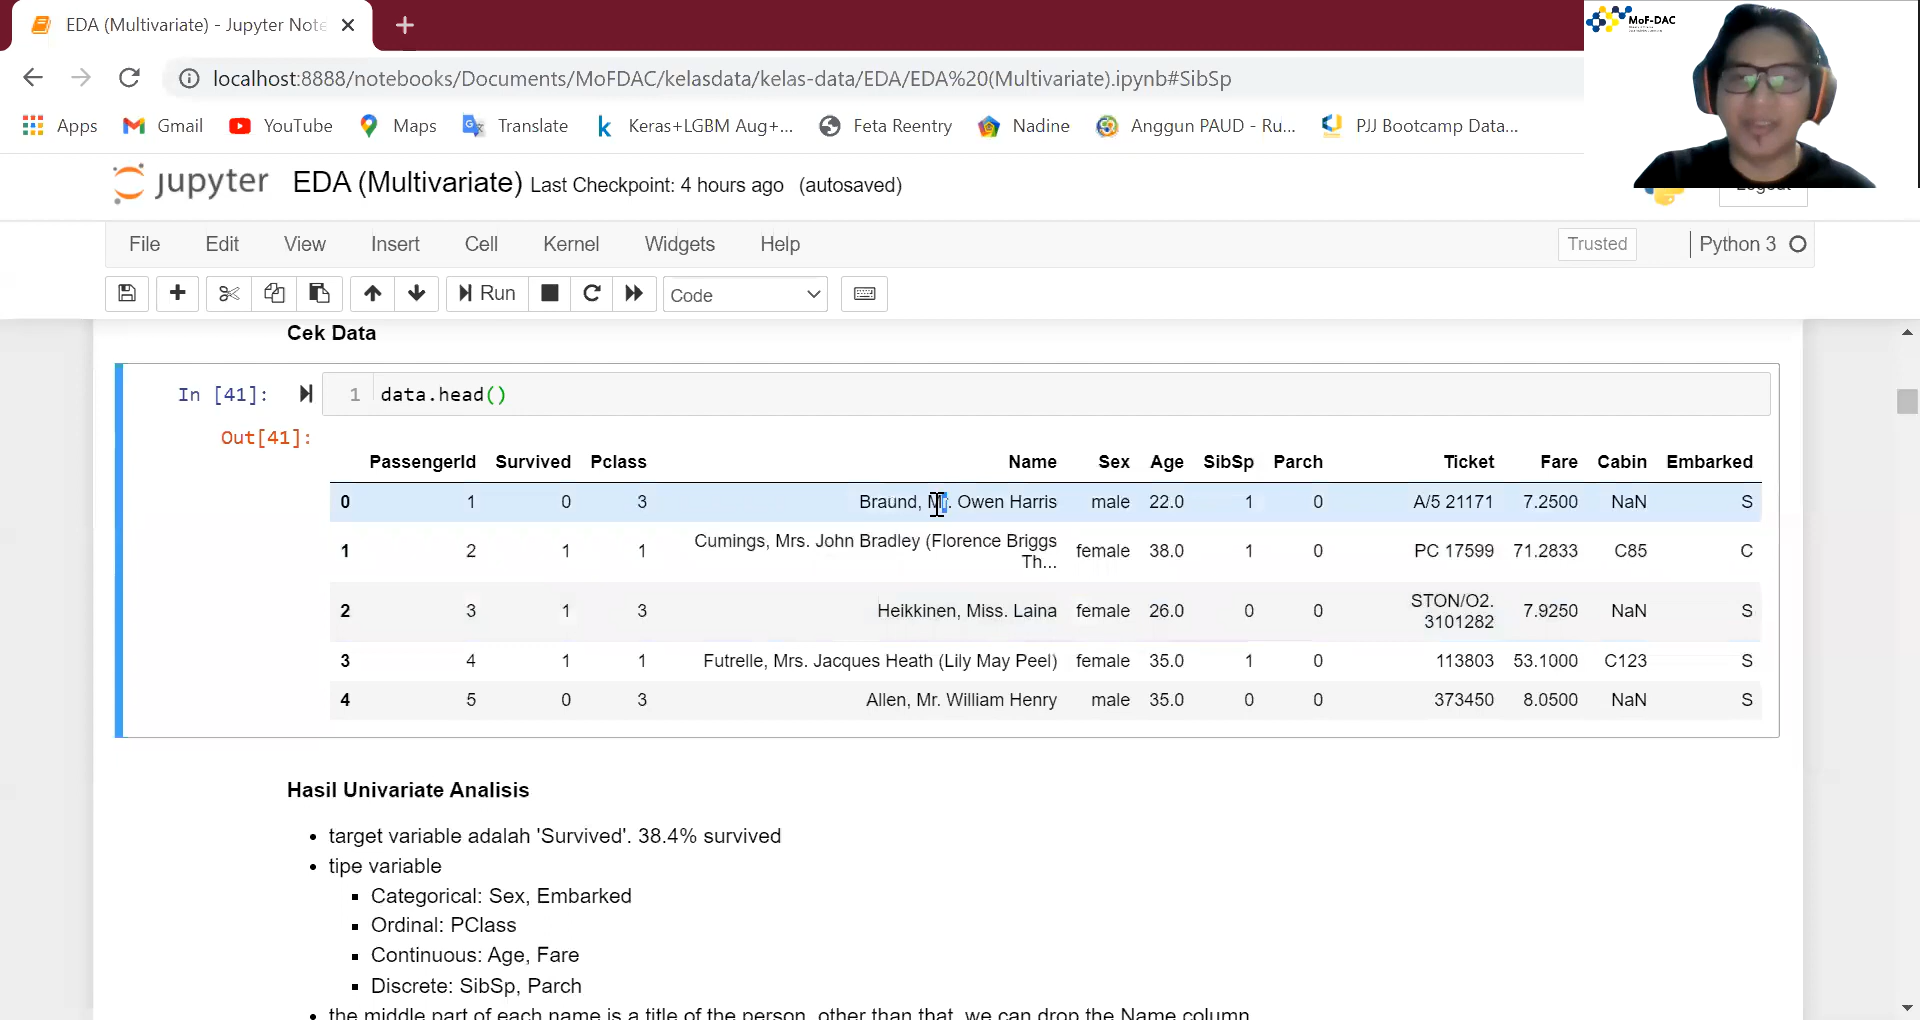 EDA (Multivariate) - Jupyter Note
MoF-DAC
localhost:8888/notebooks/Documents/MoFDAC/kelasdata/kelas-data/EDA/EDA%20(Multivariate).ipynb#SibSp
Apps Gmail YouTube Maps Translate Keras+LGBM Aug+... Feta Reentry Nadine Anggun PAUD - Ru... PJJ Bootcamp Data...
jupyter EDA (Multivariate) Last Checkpoint: 4 hours ago (autosaved) Logout
File Edit View Insert Cell Kernel Widgets Help Trusted Python 3
Run Code
Cek Data
In [41]: 1 data.head()
Out[41]:
PassengerId Survived Pclass Name Sex Age SibSp Parch Ticket Fare Cabin Embarked
0 1 0 3 Braund, Mr. Owen Harris male 22.0 1 0 A/5 21171 7.2500 NaN S
1 2 1 1 Cumings, Mrs. John Bradley (Florence Briggs Th... female 38.0 1 0 PC 17599 71.2833 C85 C
2 3 1 3 Heikkinen, Miss. Laina female 26.0 0 0 STON/O2. 3101282 7.9250 NaN S
3 4 1 1 Futrelle, Mrs. Jacques Heath (Lily May Peel) female 35.0 1 0 113803 53.1000 C123 S
4 5 0 3 Allen, Mr. William Henry male 35.0 0 0 373450 8.0500 NaN S
Hasil Univariate Analisis
• target variable adalah 'Survived'. 38.4% survived
• tipe variable
▪ Categorical: Sex, Embarked
▪ Ordinal: PClass
▪ Continuous: Age, Fare
▪ Discrete: SibSp, Parch
• the middle part of each name is a title of the person, other than that, we can drop the Name column